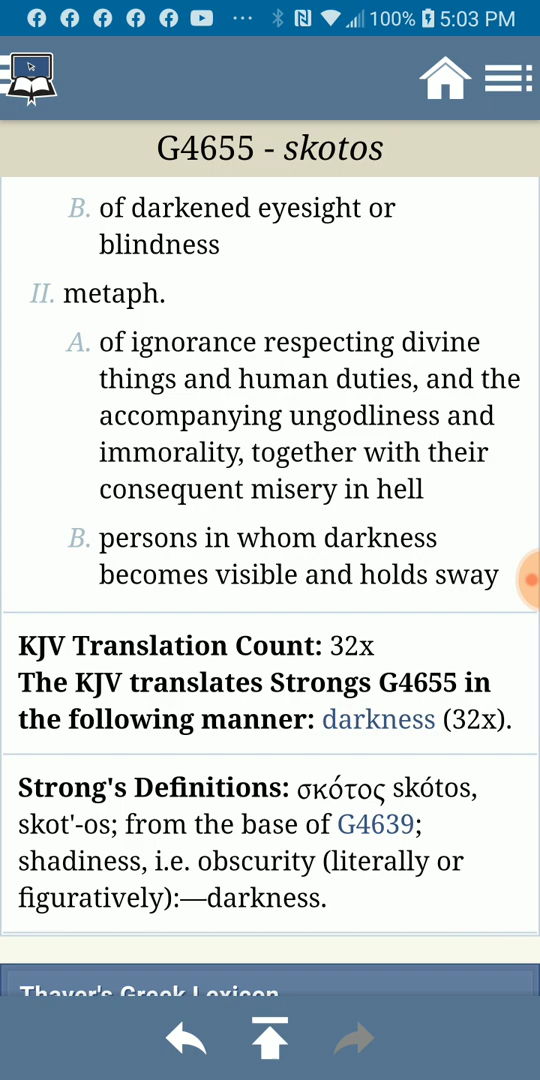 100% 5:03 PM
G4655 - skotos
B. of darkened eyesight or
blindness
II. metaph.
A. of ignorance respecting divine
things and human duties, and the
accompanying ungodliness and
immorality, together with their
consequent misery in hell
B. persons in whom darkness
becomes visible and holds sway
KJV Translation Count: 32x
The KJV translates Strongs G4655 in
the following manner: darkness (32x).
Strong's Definitions: σκότος skótos,
skot'-os; from the base of G4639;
shadiness, i.e. obscurity (literally or
figuratively):—darkness.
Thayer's Greek Lexicon